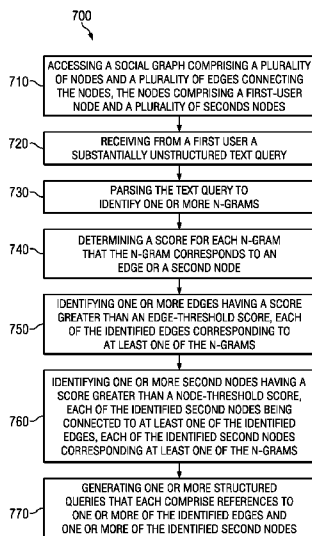 700
710
ACCESSING A SOCIAL GRAPH COMPRISING A PLURALITY
OF NODES AND A PLURALITY OF EDGES CONNECTING
THE NODES, THE NODES COMPRISING A FIRST-USER
NODE AND A PLURALITY OF SECONDS NODES
720
RECEIVING FROM A FIRST USER A
SUBSTANTIALLY UNSTRUCTURED TEXT QUERY
730
PARSING THE TEXT QUERY TO
IDENTIFY ONE OR MORE N-GRAMS
740
DETERMINING A SCORE FOR EACH N-GRAM
THAT THE N-GRAM CORRESPONDS TO AN
EDGE OR A SECOND NODE
750
IDENTIFYING ONE OR MORE EDGES HAVING A SCORE
GREATER THAN AN EDGE-THRESHOLD SCORE, EACH
OF THE IDENTIFIED EDGES CORRESPONDING TO
AT LEAST ONE OF THE N-GRAMS
760
IDENTIFYING ONE OR MORE SECOND NODES HAVING A
SCORE GREATER THAN A NODE-THRESHOLD SCORE,
EACH OF THE IDENTIFIED SECOND NODES BEING
CONNECTED TO AT LEAST ONE OF THE IDENTIFIED
EDGES, EACH OF THE IDENTIFIED SECOND NODES
CORRESPONDING AT LEAST ONE OF THE N-GRAMS
770
GENERATING ONE OR MORE STRUCTURED
QUERIES THAT EACH COMPRISE REFERENCES TO
ONE OR MORE OF THE IDENTIFIED EDGES AND
ONE OR MORE OF THE IDENTIFIED SECOND NODES